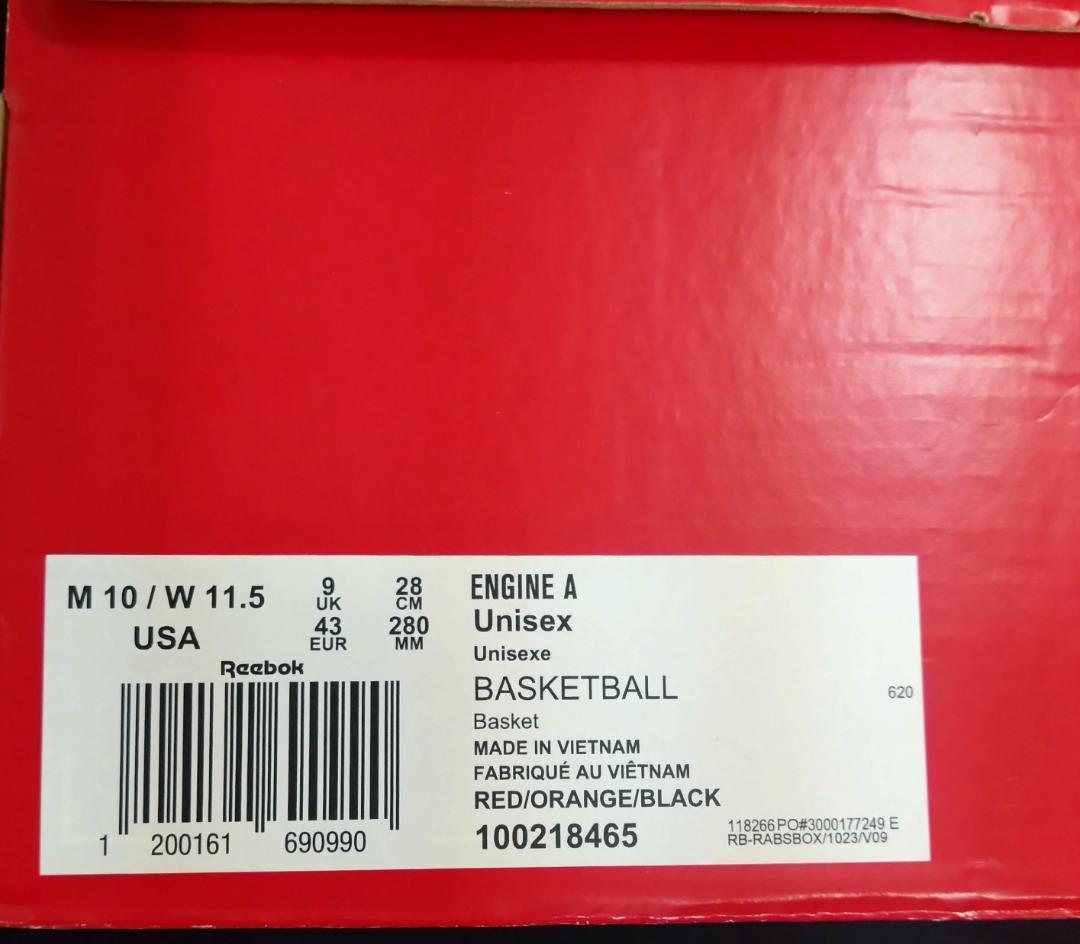 M 10 / W 11.5
USA
9
UK
28
CM
43
EUR
280
MM
Reebok
1 200161 690990
ENGINE A
Unisex
Unisexe
BASKETBALL
620
Basket
MADE IN VIETNAM
FABRIQUÉ AU VIÊTNAM
RED/ORANGE/BLACK
100218465
118266 PO#3000177249 E
RB-RABSBOX/1023/V09